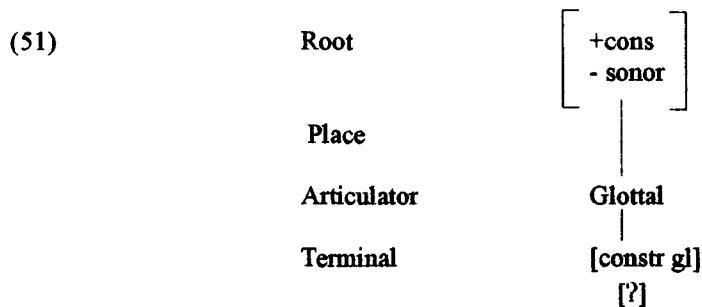 (51) Root +cons
- sonor
Place
Articulator Glottal
Terminal [constr gl]
[?]